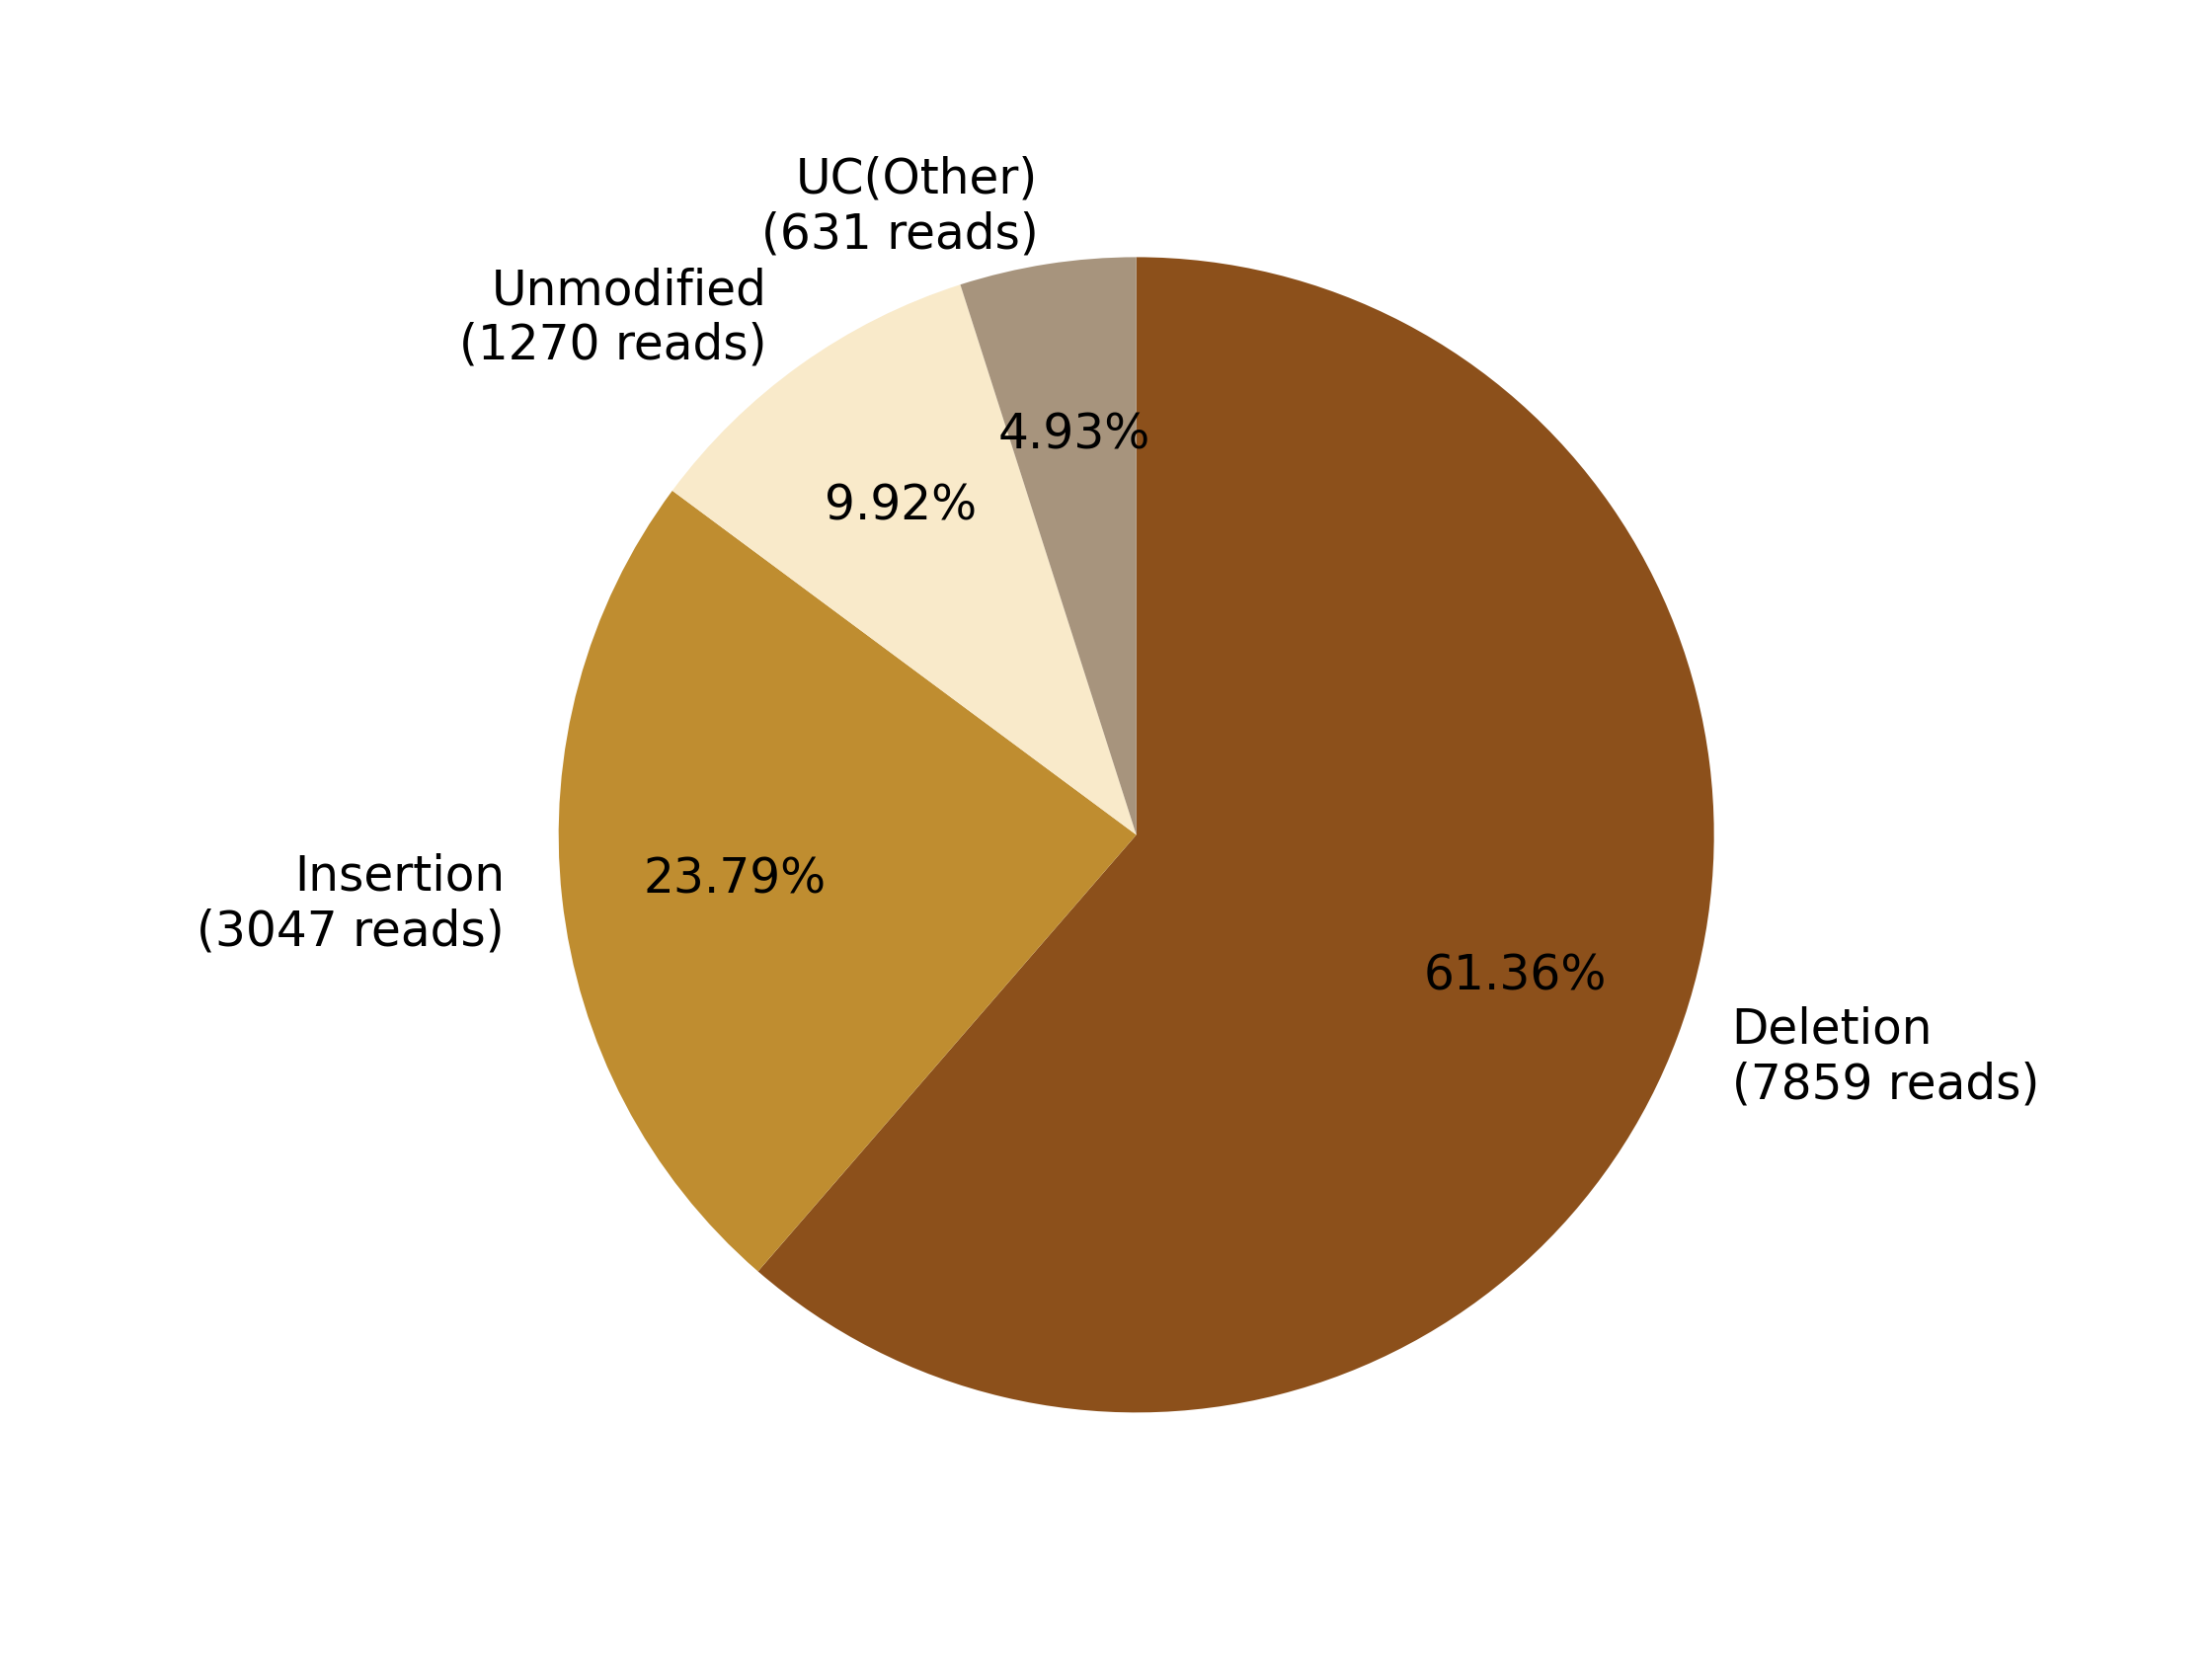 UC(Other)
(631 reads)
Unmodified
(1270 reads)
4.93%
9.92%
Insertion
(3047 reads)
23.79%
61.36%
Deletion
(7859 reads)